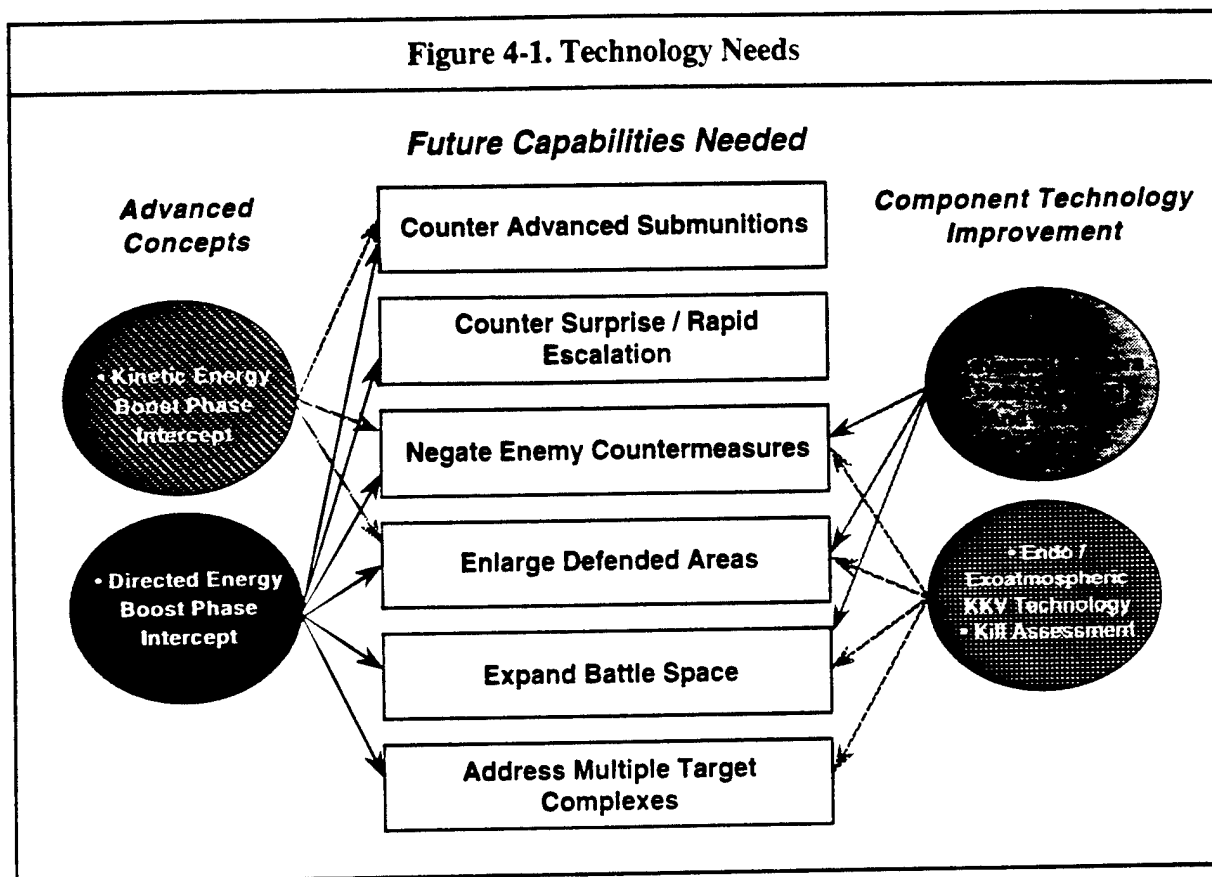 Figure 4-1. Technology Needs
Future Capabilities Needed
Advanced
Concepts
• Kinetic Energy
Boost Phase
Intercept
• Directed Energy
Boost Phase
Intercept
Counter Advanced Submunitions
Counter Surprise / Rapid
Escalation
Negate Enemy Countermeasures
Enlarge Defended Areas
Expand Battle Space
Address Multiple Target
Complexes
Component Technology
Improvement
• Endo /
Exoatmospheric
KKV Technology
• Kill Assessment